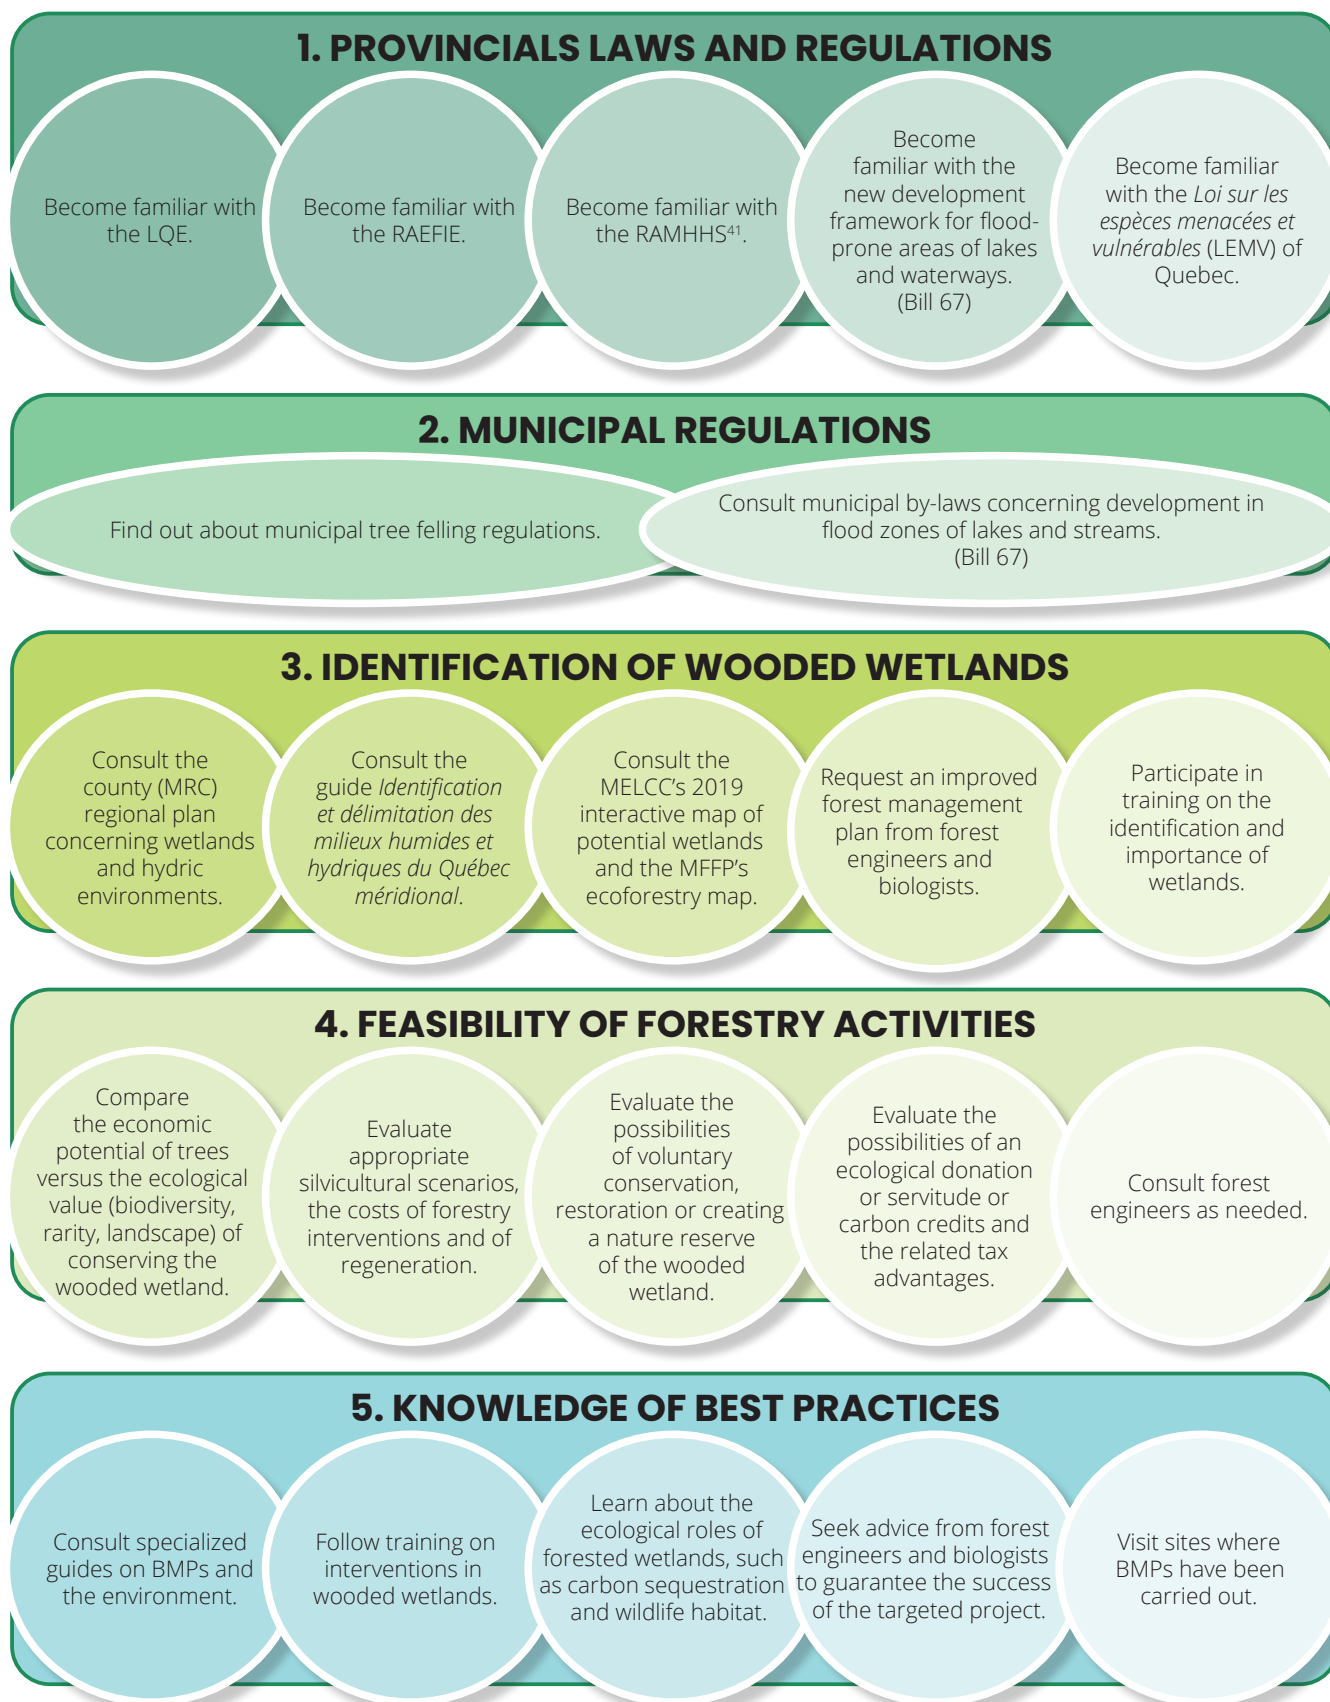 1. PROVINCIALS LAWS AND REGULATIONS
Become familiar with
the LQE.
Become familiar with
the RAEFIE.
Become familiar with
the RAMHHS⁴¹.
Become
familiar with the
new development
framework for flood-
prone areas of lakes
and waterways.
(Bill 67)
Become familiar
with the Loi sur les
espèces menacées et
vulnérables (LEMV) of
Quebec.
2. MUNICIPAL REGULATIONS
Find out about municipal tree felling regulations.
Consult municipal by-laws concerning development in
flood zones of lakes and streams.
(Bill 67)
3. IDENTIFICATION OF WOODED WETLANDS
Consult the
county (MRC)
regional plan
concerning wetlands
and hydric
environments.
Consult the
guide Identification
et délimitation des
milieux humides et
hydriques du Québec
méridional.
Consult the
MELCC's 2019
interactive map of
potential wetlands
and the MFFP's
ecoforestry map.
Request an improved
forest management
plan from forest
engineers and
biologists.
Participate in
training on the
identification and
importance of
wetlands.
4. FEASIBILITY OF FORESTRY ACTIVITIES
Compare
the economic
potential of trees
versus the ecological
value (biodiversity,
rarity, landscape) of
conserving the
wooded wetland.
Evaluate
appropriate
silvicultural scenarios,
the costs of forestry
interventions and of
regeneration.
Evaluate the
possibilities
of voluntary
conservation,
restoration or creating
a nature reserve
of the wooded
wetland.
Evaluate the
possibilities of an
ecological donation
or servitude or
carbon credits and
the related tax
advantages.
Consult forest
engineers as needed.
5. KNOWLEDGE OF BEST PRACTICES
Consult specialized
guides on BMPs and
the environment.
Follow training on
interventions in
wooded wetlands.
Learn about the
ecological roles of
forested wetlands, such
as carbon sequestration
and wildlife habitat.
Seek advice from forest
engineers and biologists
to guarantee the success
of the targeted project.
Visit sites where
BMPs have been
carried out.